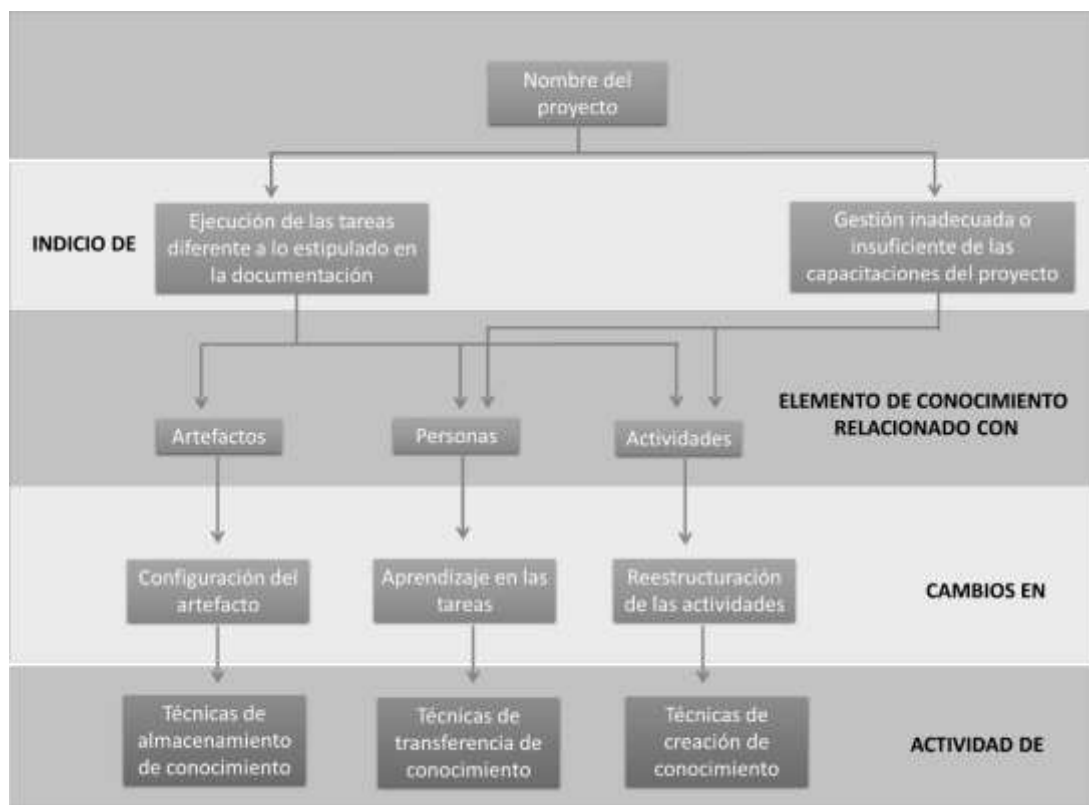 Nombre del
proyecto
INDICIO DE
Ejecución de las tareas
diferente a lo estipulado en
la documentación
Gestión inadecuada o
insuficiente de las
capacitaciones del proyecto
ELEMENTO DE CONOCIMIENTO
RELACIONADO CON
Artefactos
Personas
Actividades
Configuración del
artefacto
Aprendizaje en las
tareas
Reestructuración
de las actividades
CAMBIOS EN
Técnicas de
almacenamiento
de conocimiento
Técnicas de
transferencia de
conocimiento
Técnicas de
creación de
conocimiento
ACTIVIDAD DE